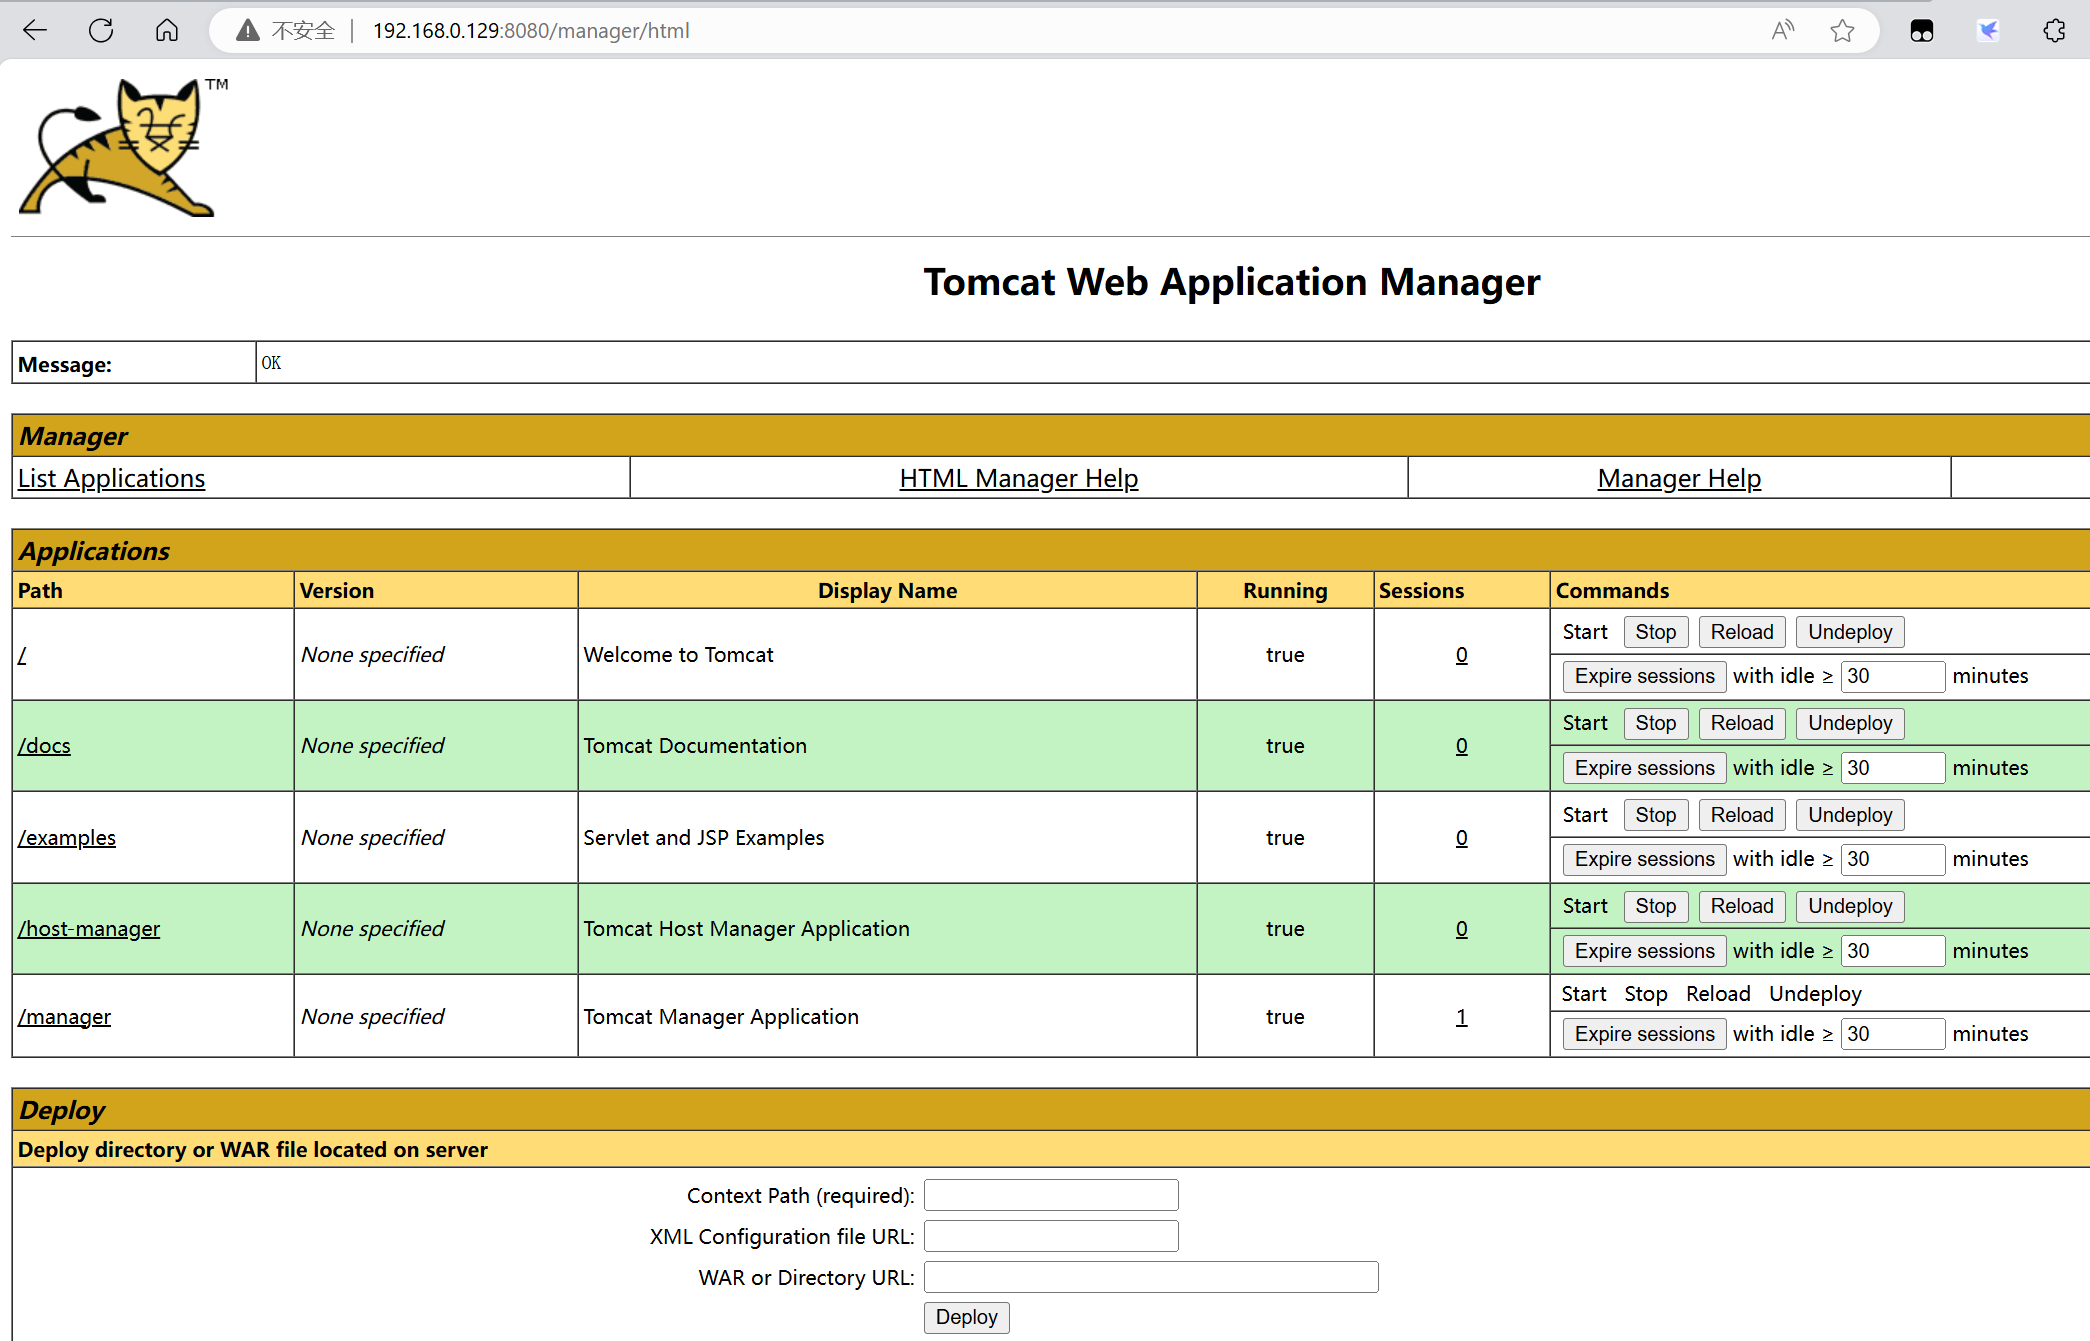 不安全 192.168.0.129:8080/manager/html
TM
Tomcat Web Application Manager
Message: OK
Manager
List Applications HTML Manager Help Manager Help
Applications
Path Version Display Name Running Sessions Commands
/ None specified Welcome to Tomcat true 0 Start Stop Reload Undeploy
Expire sessions with idle ≥ 30 minutes
/docs None specified Tomcat Documentation true 0 Start Stop Reload Undeploy
Expire sessions with idle ≥ 30 minutes
/examples None specified Servlet and JSP Examples true 0 Start Stop Reload Undeploy
Expire sessions with idle ≥ 30 minutes
/host-manager None specified Tomcat Host Manager Application true 0 Start Stop Reload Undeploy
Expire sessions with idle ≥ 30 minutes
/manager None specified Tomcat Manager Application true 1 Start Stop Reload Undeploy
Expire sessions with idle ≥ 30 minutes
Deploy
Deploy directory or WAR file located on server
Context Path (required):
XML Configuration file URL:
WAR or Directory URL:
Deploy